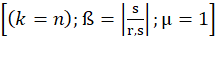 [(k = n); ß = |s/r,s|; µ = 1]